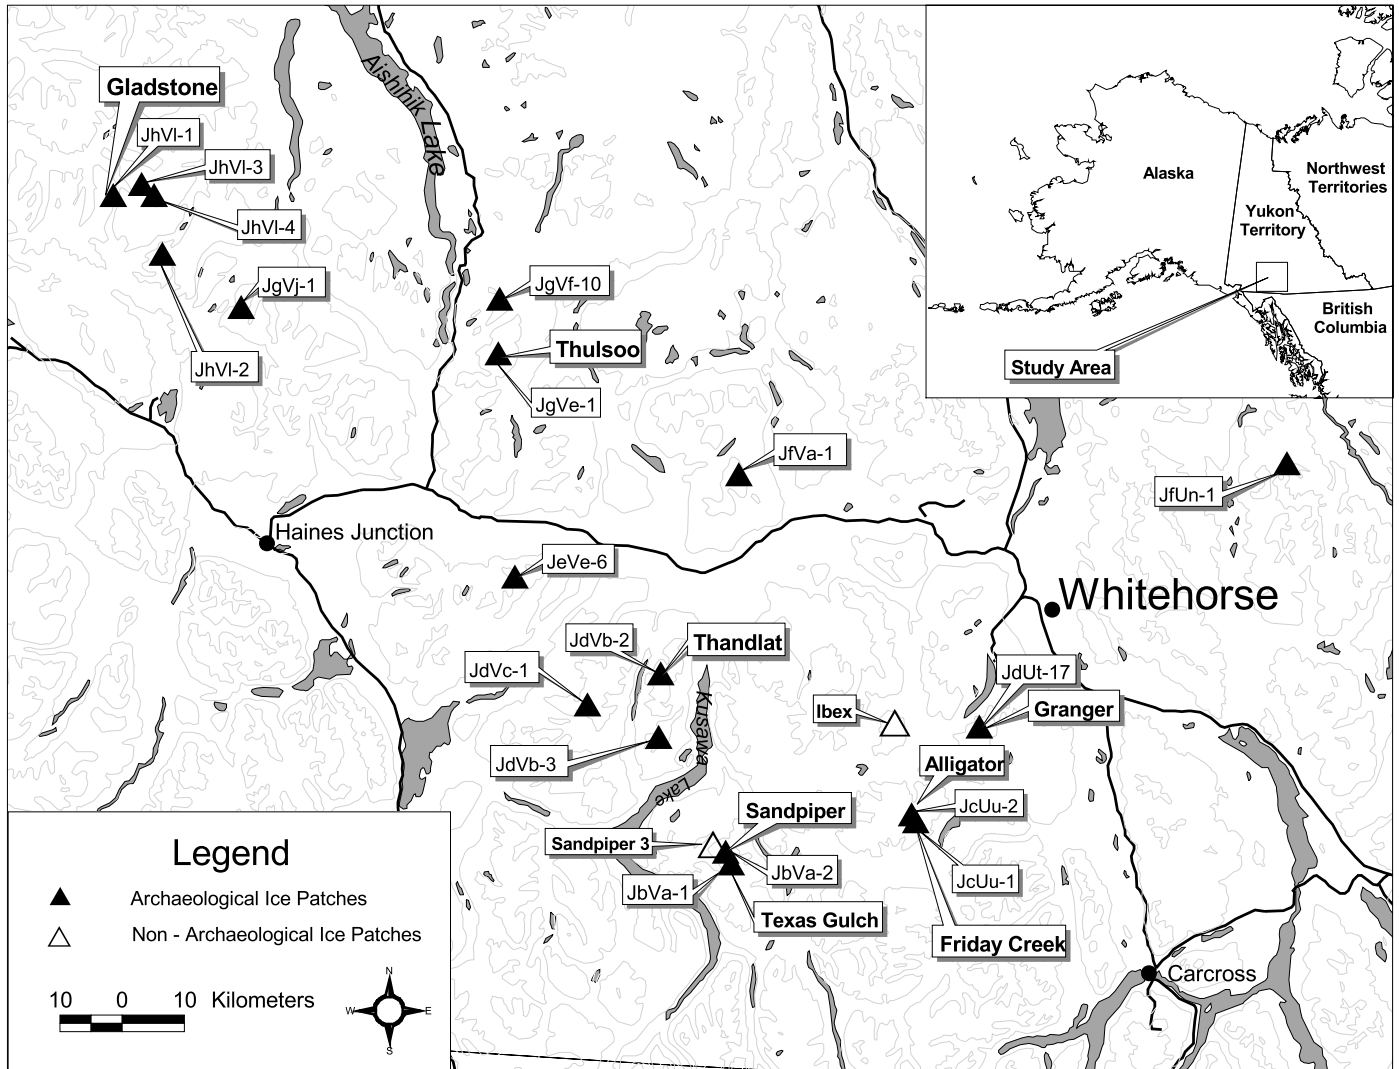 Gladstone
JhVl-1
JhVl-3
JhVl-4
JgVj-1
JhVl-2
Aishinik Lake
JgVf-10
Thulsoo
JgVe-1
JfVa-1
JfUn-1
Alaska
Northwest
Territories
Yukon
Territory
British
Columbia
Study Area
Haines Junction
JeVe-6
Whitehorse
JdVb-2
Thandlat
JdVc-1
JdVb-3
Kusawa
Lake
Ibex
JdUt-17
Granger
Alligator
JcUu-2
JcUu-1
Friday Creek
Sandpiper
Sandpiper 3
JbVa-2
JbVa-1
Texas Gulch
Carcross
Legend
Archaeological Ice Patches
Non - Archaeological Ice Patches
10 0 10 Kilometers
N
W E
S